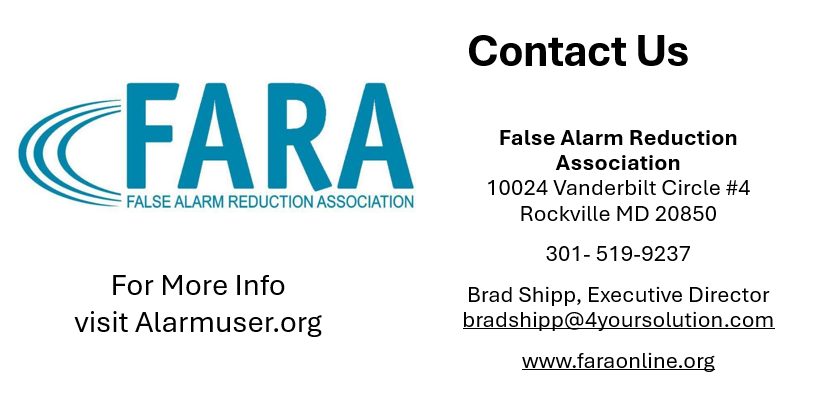 FARA
FALSE ALARM REDUCTION ASSOCIATION
For More Info
visit Alarmuser.org
Contact Us
False Alarm Reduction
Association
10024 Vanderbilt Circle #4
Rockville MD 20850
301- 519-9237
Brad Shipp, Executive Director
bradshipp@4yoursolution.com
www.faraonline.org